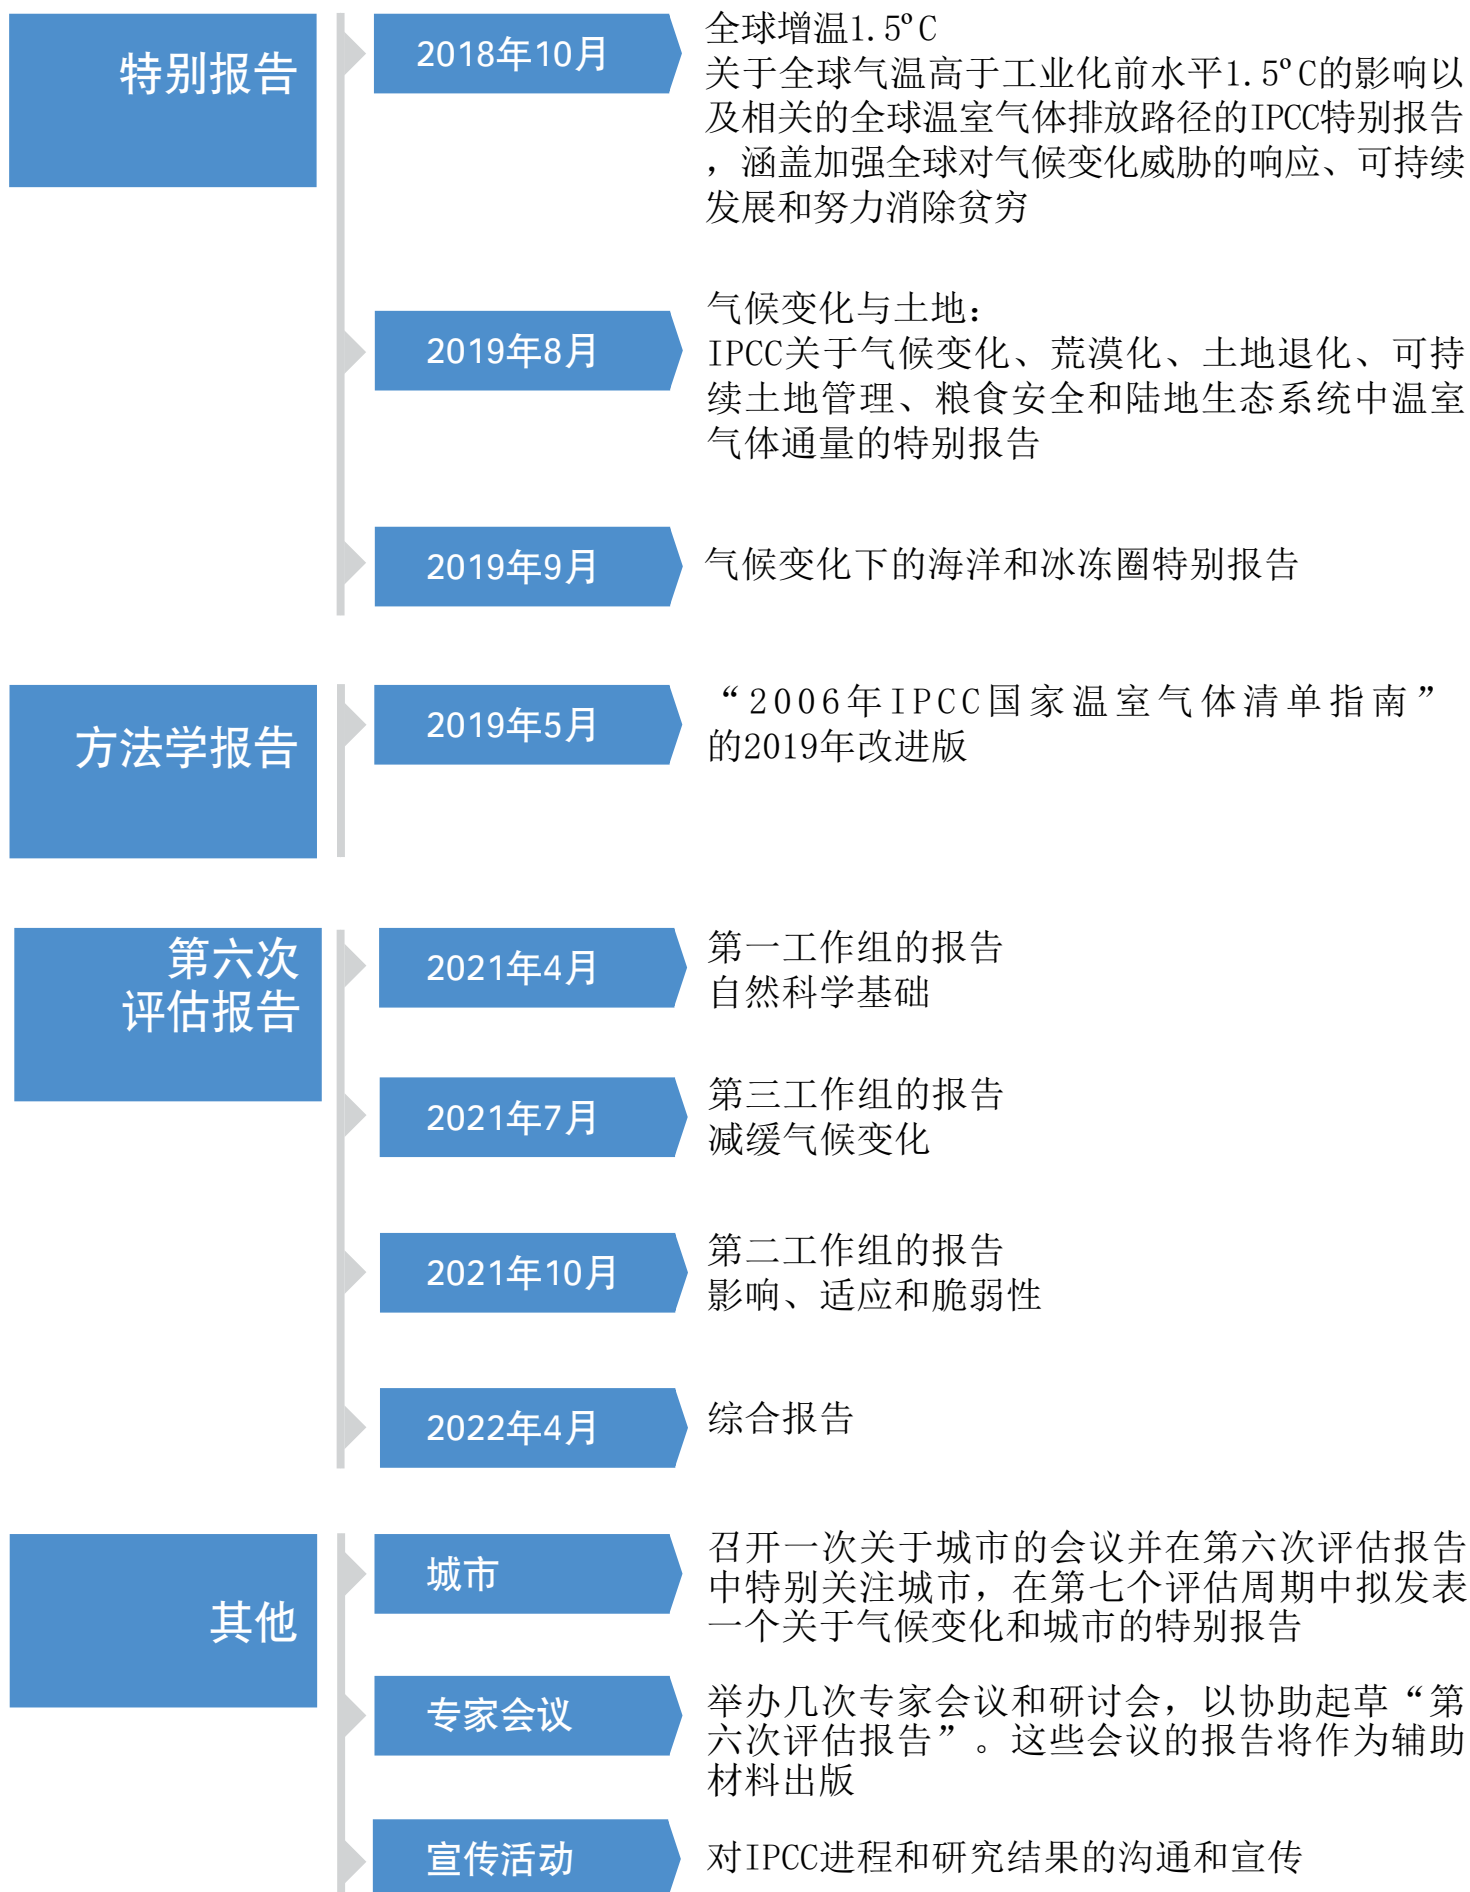 特别报告
2018年10月
全球增温1.5ºC
关于全球气温高于工业化前水平1.5ºC的影响以
及相关的全球温室气体排放路径的IPCC特别报告
，涵盖加强全球对气候变化威胁的响应、可持续
发展和努力消除贫穷
2019年8月
气候变化与土地：
IPCC关于气候变化、荒漠化、土地退化、可持
续土地管理、粮食安全和陆地生态系统中温室
气体通量的特别报告
2019年9月
气候变化下的海洋和冰冻圈特别报告
方法学报告
2019年5月
“2006年IPCC国家温室气体清单指南”
的2019年改进版
第六次
评估报告
2021年4月
第一工作组的报告
自然科学基础
2021年7月
第三工作组的报告
减缓气候变化
2021年10月
第二工作组的报告
影响、适应和脆弱性
2022年4月
综合报告
其他
城市
召开一次关于城市的会议并在第六次评估报告
中特别关注城市，在第七个评估周期中拟发表
一个关于气候变化和城市的特别报告
专家会议
举办几次专家会议和研讨会，以协助起草“第
六次评估报告”。这些会议的报告将作为辅助
材料出版
宣传活动
对IPCC进程和研究结果的沟通和宣传